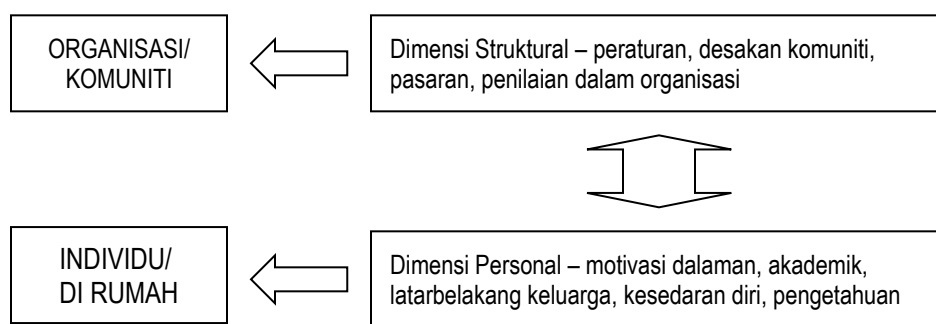 ORGANISASI/
KOMUNITI
Dimensi Struktural – peraturan, desakan komuniti,
pasaran, penilaian dalam organisasi
INDIVIDU/
DI RUMAH
Dimensi Personal – motivasi dalaman, akademik,
latarbelakang keluarga, kesedaran diri, pengetahuan